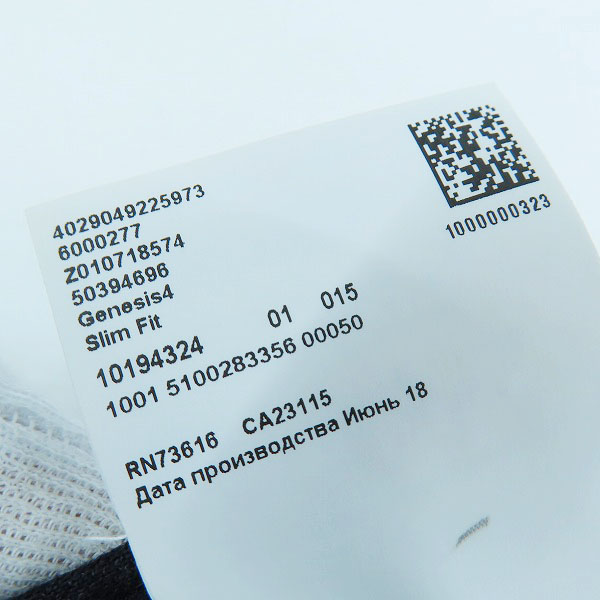 4029049225973
6000277
Z010718574
50394696
Genesis4
Slim Fit
10194324 01 015
1001 5100283356 00050
RN73616 CA23115
Дата производства Июнь 18
1000000323